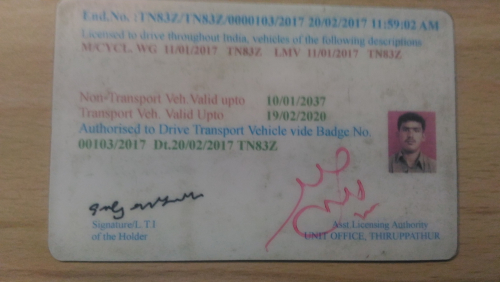 End.No. :TN83Z/TN83Z/0000103/2017 20/02/2017 11:59:02 AM
Licensed to drive throughout India, vehicles of the following descriptions
M/CYCL. WG 11/01/2017 TN83Z LMV 11/01/2017 TN83Z
Non-Transport Veh.Valid upto 10/01/2037
Transport Veh. Valid Upto 19/02/2020
Authorised to Drive Transport Vehicle vide Badge.No
00103/2017 Dt.20/02/2017 TN83Z
Signature/L.T.I
of the Holder
Asst Licensing Authority
UNIT OFFICE, THIRUPPATHUR